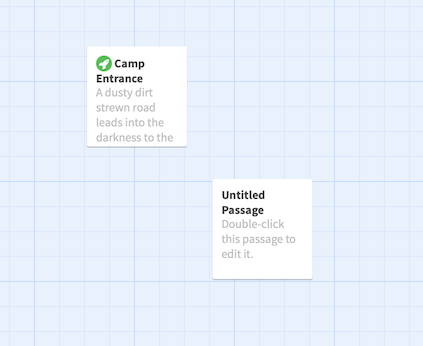 Camp
Entrance
A dusty dirt
strewn road
leads into the
darkness to the
Untitled
Passage
Double-click
this passage to
edit it.